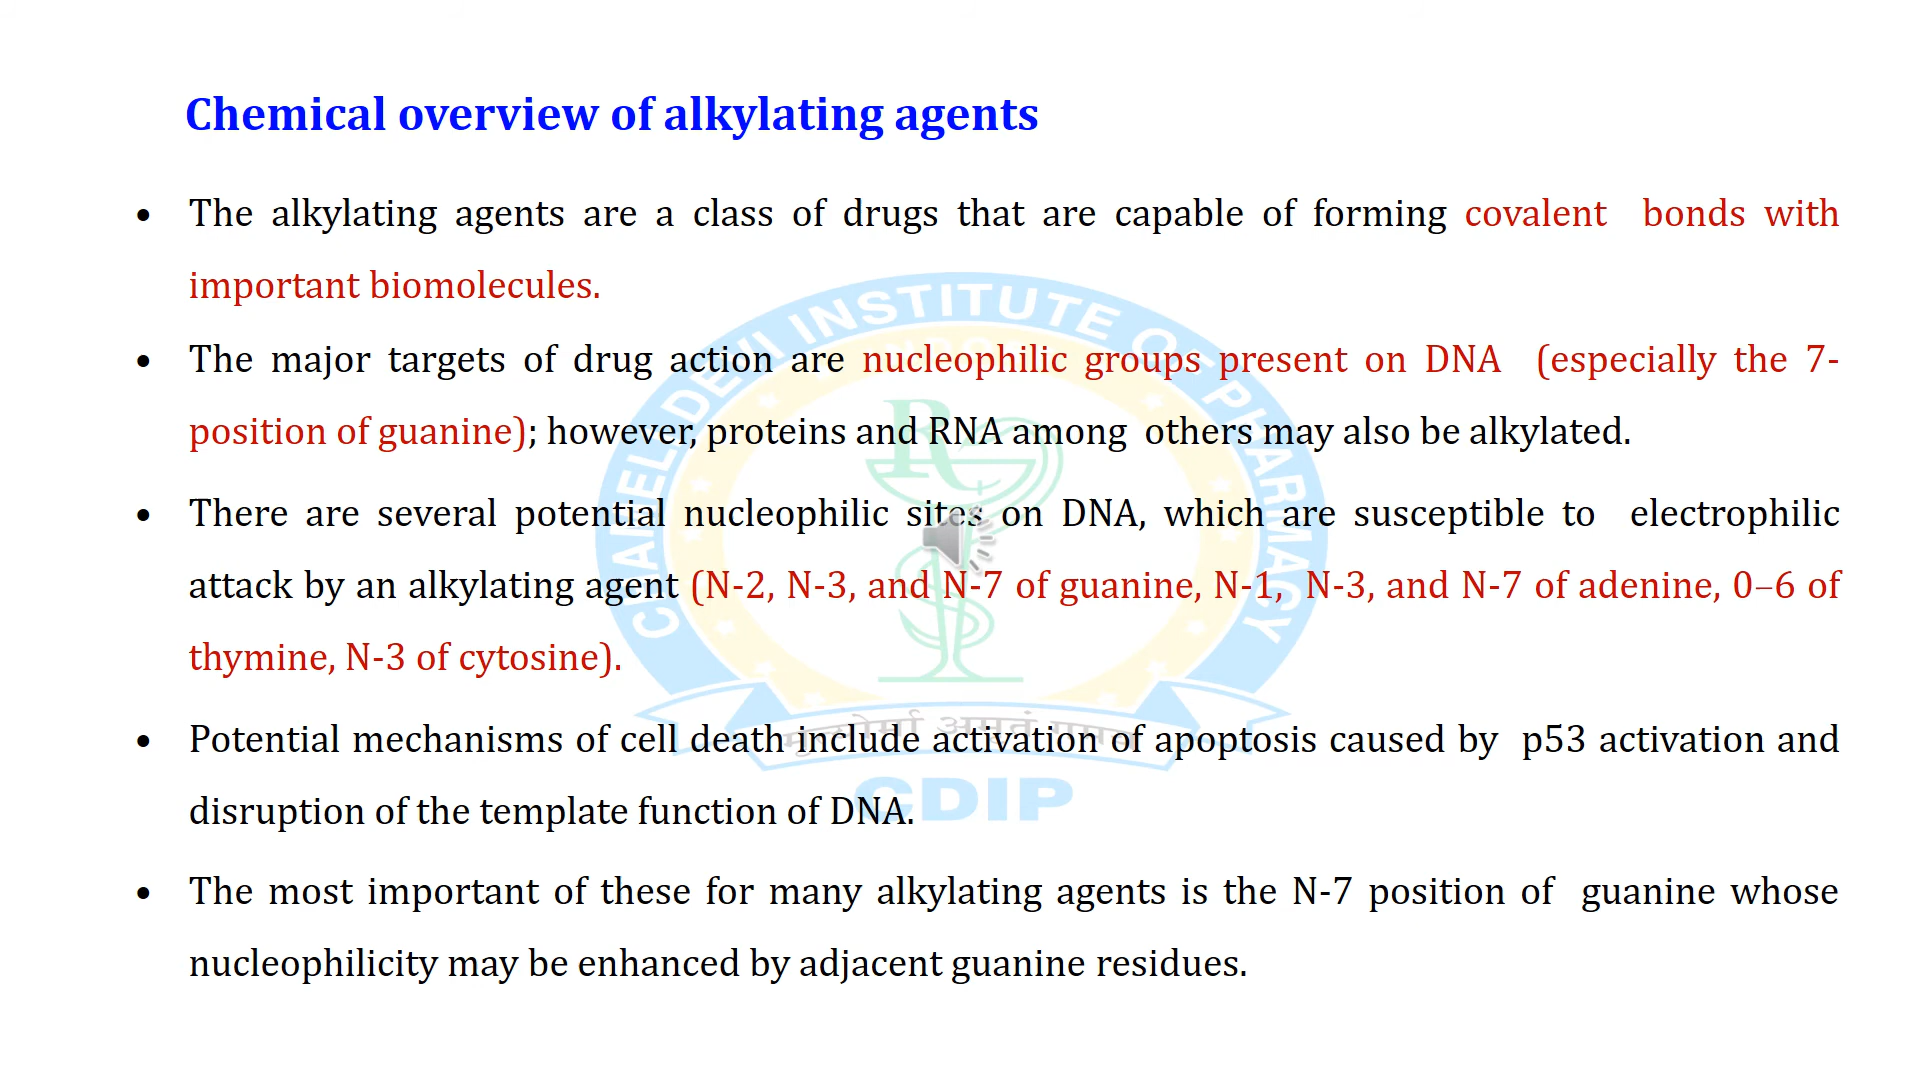 Chemical overview of alkylating agents
• The alkylating agents are a class of drugs that are capable of forming covalent bonds with
important biomolecules.
• The major targets of drug action are nucleophilic groups present on DNA (especially the 7-
position of guanine); however, proteins and RNA among others may also be alkylated.
• There are several potential nucleophilic sites on DNA, which are susceptible to electrophilic
attack by an alkylating agent (N-2, N-3, and N-7 of guanine, N-1, N-3, and N-7 of adenine, 0–6 of
thymine, N-3 of cytosine).
• Potential mechanisms of cell death include activation of apoptosis caused by p53 activation and
disruption of the template function of DNA.
• The most important of these for many alkylating agents is the N-7 position of guanine whose
nucleophilicity may be enhanced by adjacent guanine residues.
DEVI INSTITUTE OF PHARMACY
CDIP